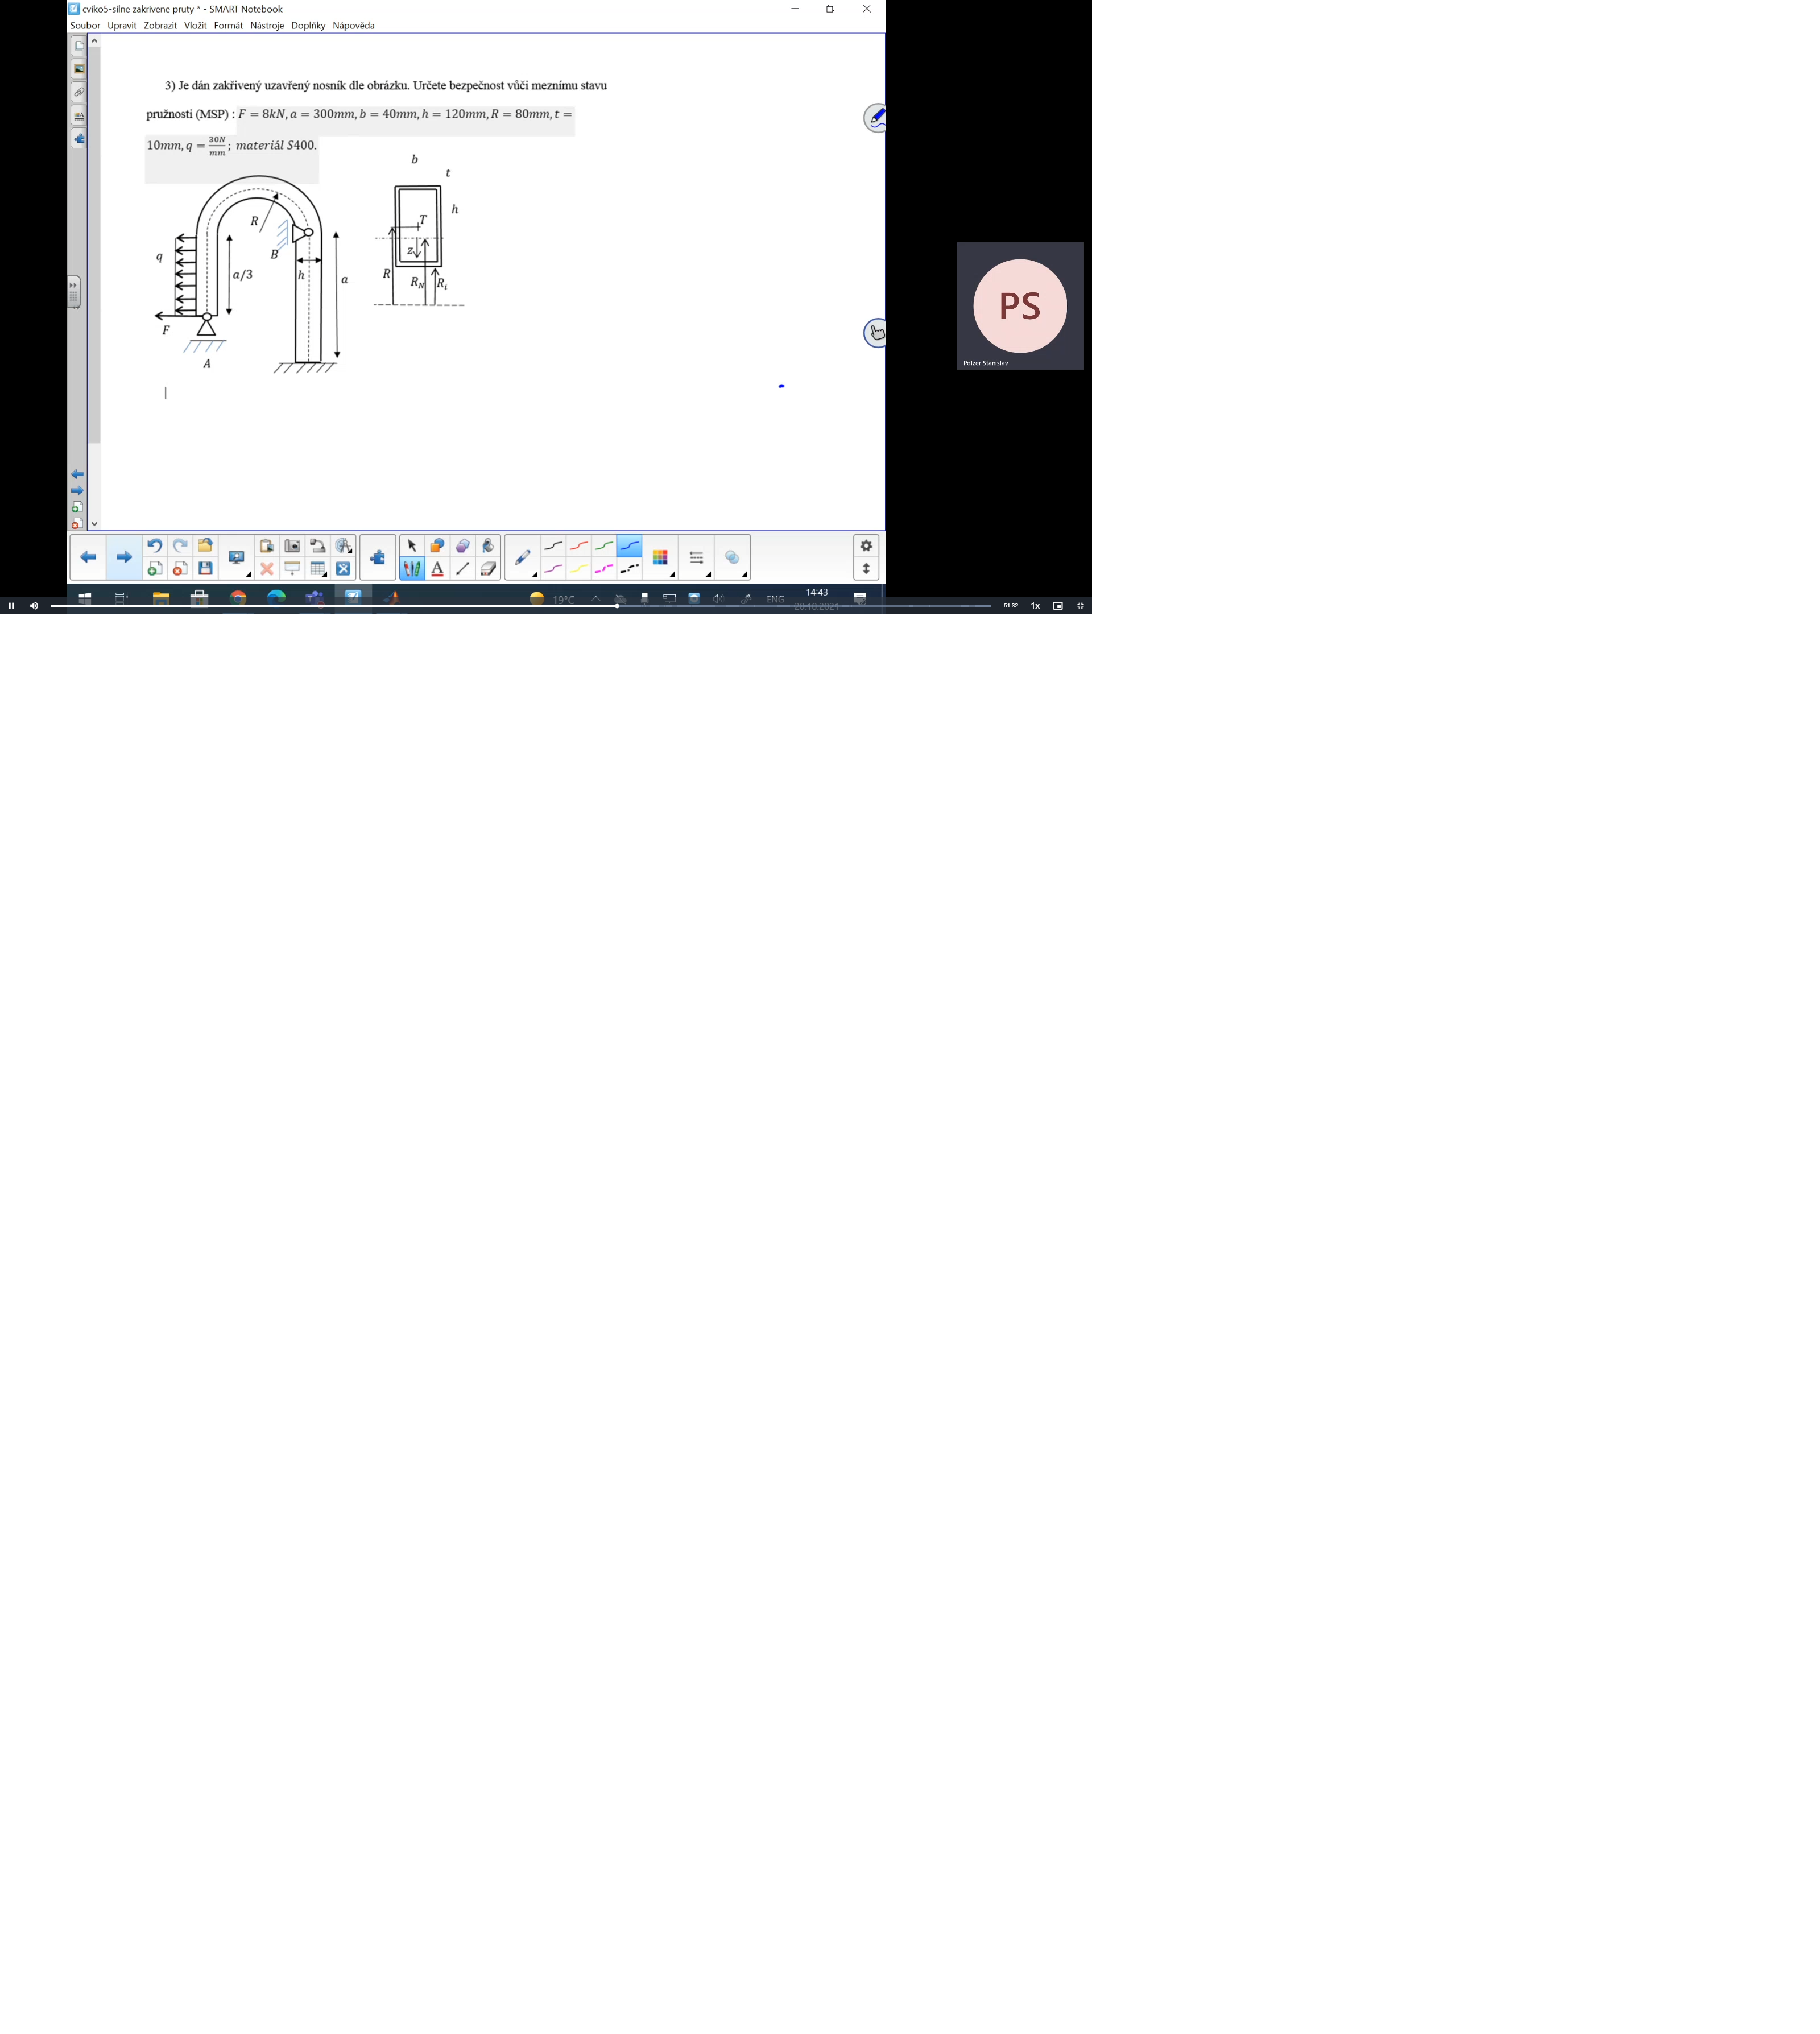 cviko5-silne zakrivene pruty * - SMART Notebook
Soubor Upravit Zobrazit Vložit Formát Nástroje Doplňky Nápověda
3) Je dán zakřivený uzavřený nosník dle obrázku. Určete bezpečnost vůči meznímu stavu
pružnosti (MSP) : F = 8kN, a = 300mm, b = 40mm, h = 120mm, R = 80mm, t =
10mm, q = 30N/mm ; materiál S400.
b
t
h
T
R
q
B
z
a/3
h
a
R
R_N
R_i
F
A
PS
Polzer Stanislav
A
14:43
19°C
ENG
20.10.2021
-51:32
1x